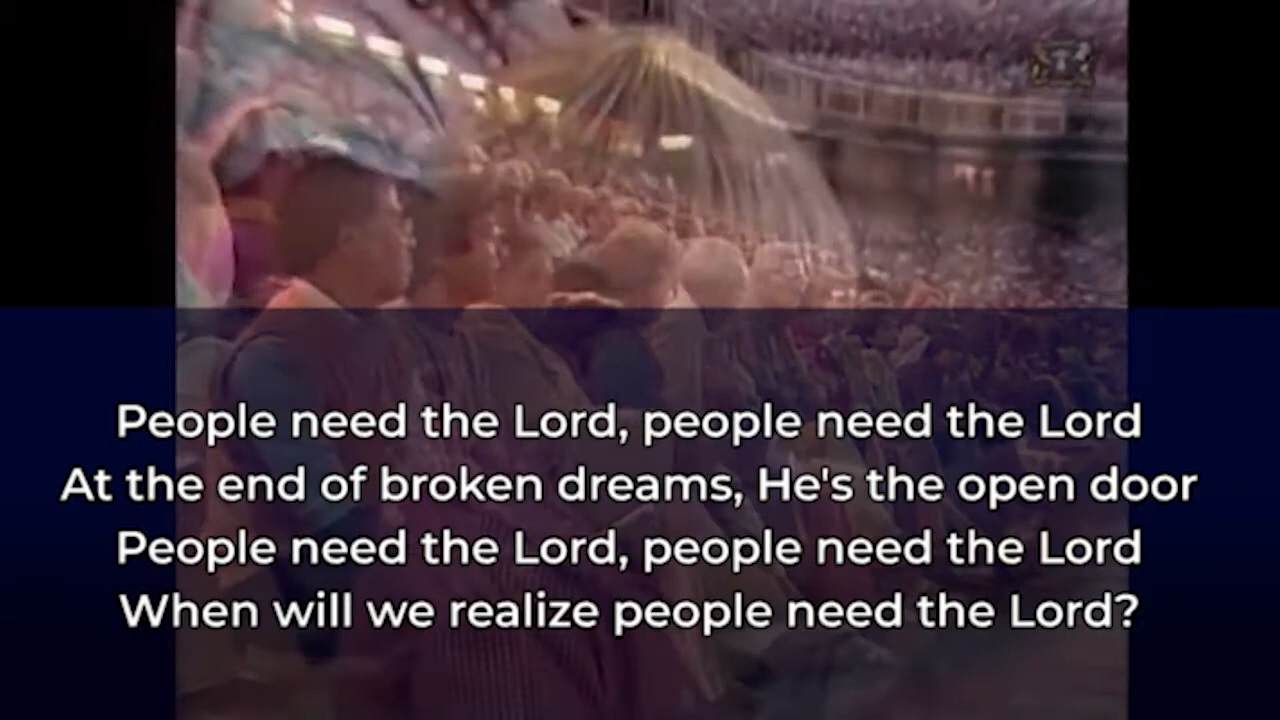 People need the Lord, people need the Lord
At the end of broken dreams, He's the open door
People need the Lord, people need the Lord
When will we realize people need the Lord?